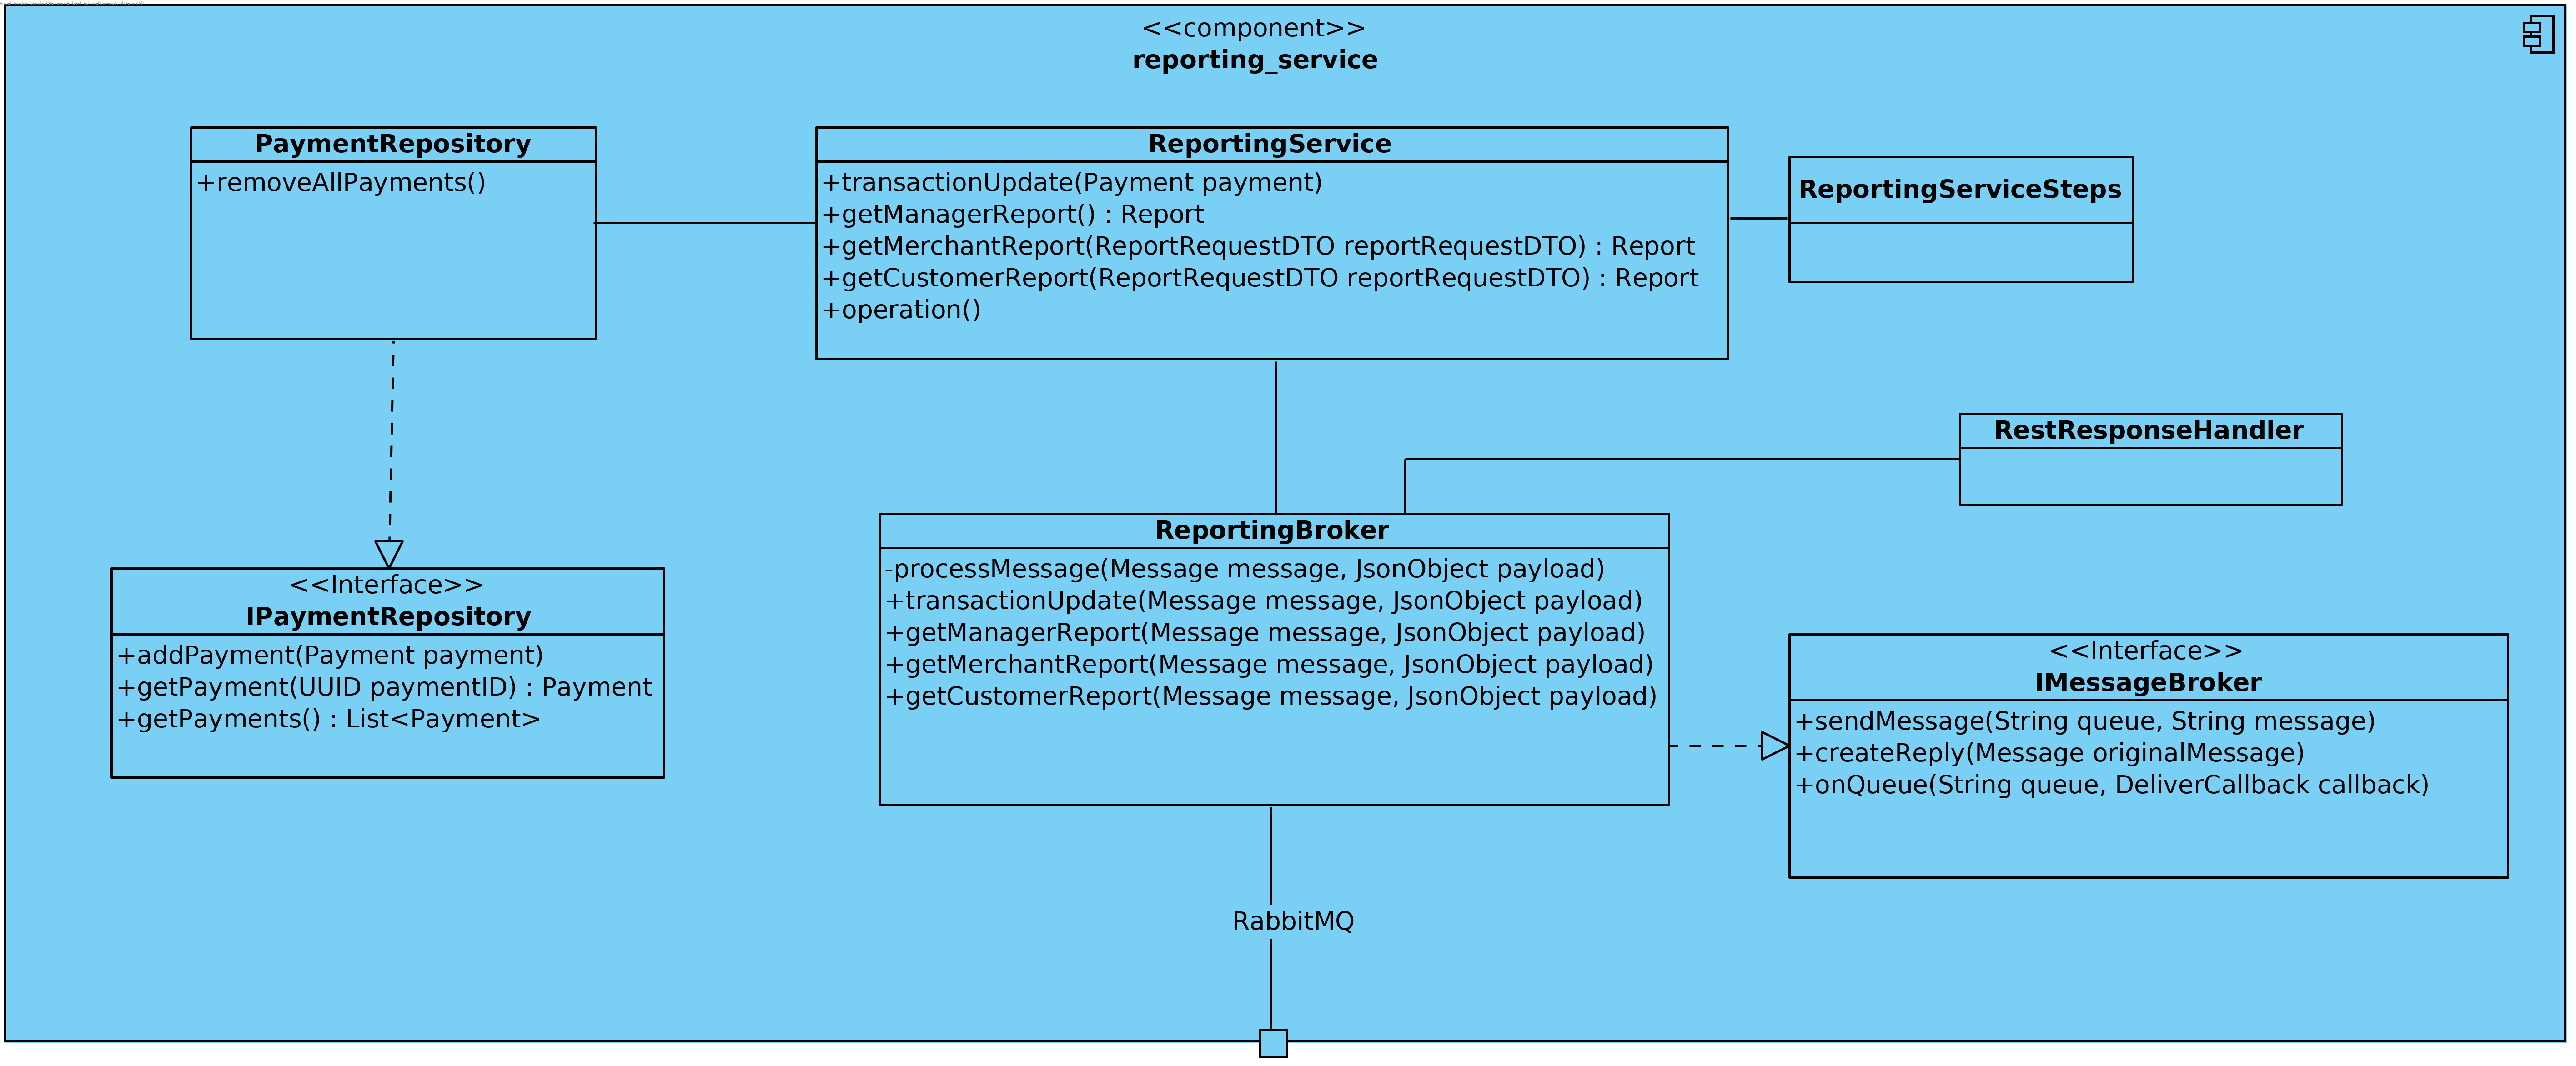 <<component>>
reporting_service
PaymentRepository
+removeAllPayments()
ReportingService
+transactionUpdate(Payment payment)
+getManagerReport() : Report
+getMerchantReport(ReportRequestDTO reportRequestDTO) : Report
+getCustomerReport(ReportRequestDTO reportRequestDTO) : Report
+operation()
ReportingServiceSteps
RestResponseHandler
<<Interface>>
IPaymentRepository
+addPayment(Payment payment)
+getPayment(UUID paymentID) : Payment
+getPayments() : List<Payment>
ReportingBroker
-processMessage(Message message, JsonObject payload)
+transactionUpdate(Message message, JsonObject payload)
+getManagerReport(Message message, JsonObject payload)
+getMerchantReport(Message message, JsonObject payload)
+getCustomerReport(Message message, JsonObject payload)
<<Interface>>
IMessageBroker
+sendMessage(String queue, String message)
+createReply(Message originalMessage)
+onQueue(String queue, DeliverCallback callback)
RabbitMQ